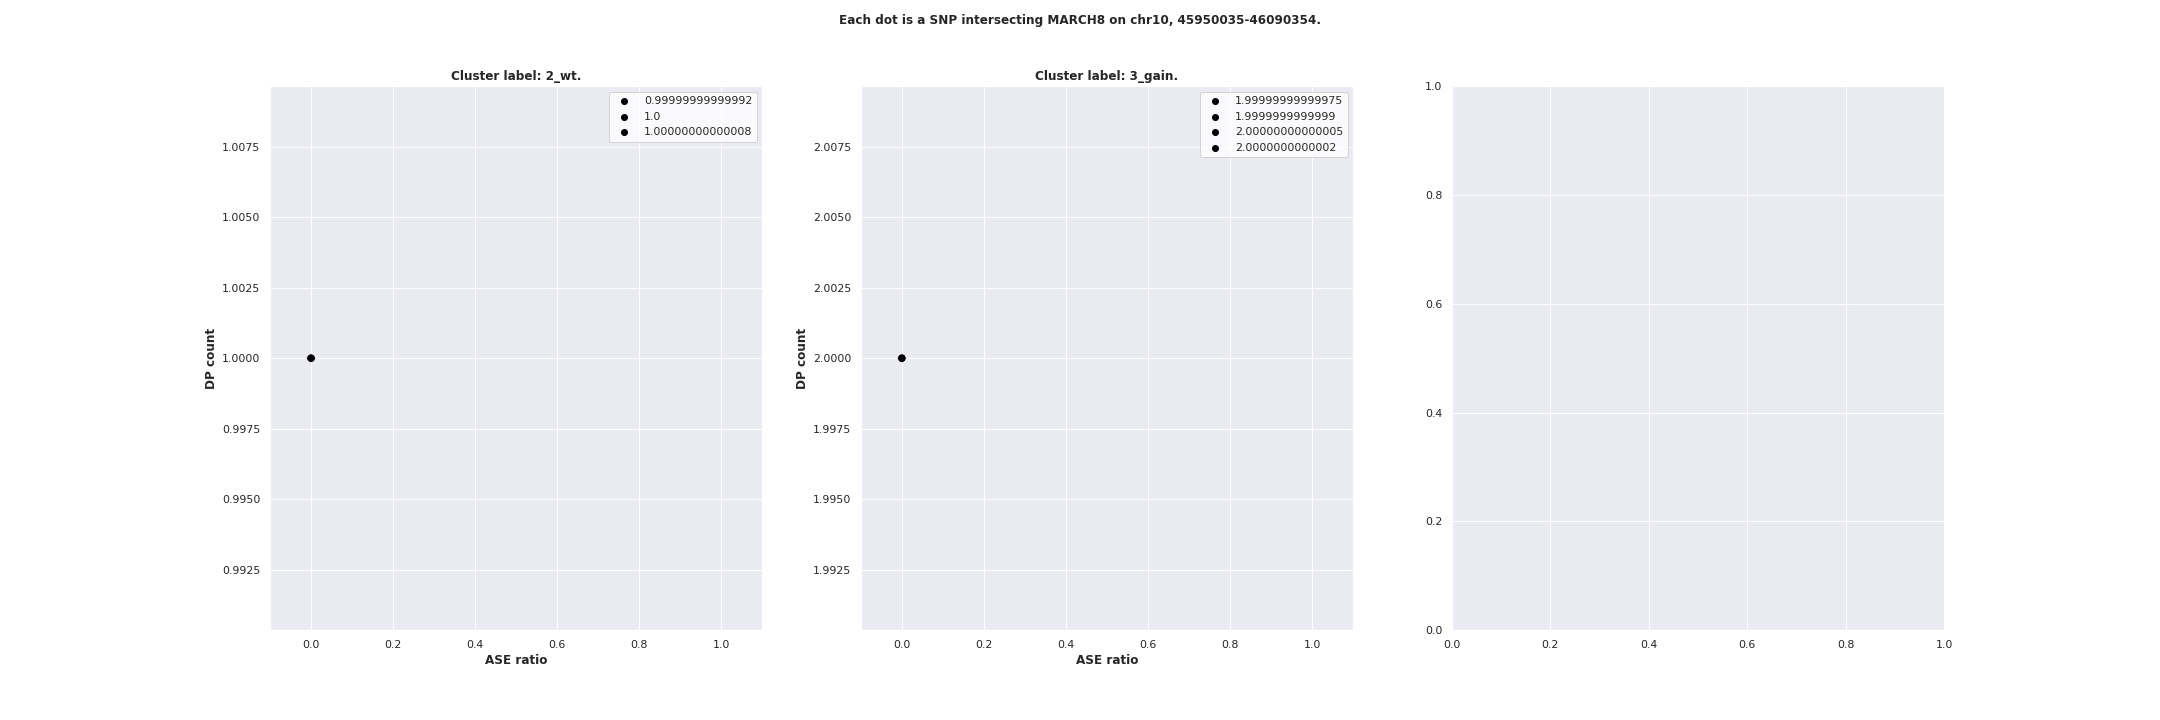 Each dot is a SNP intersecting MARCH8 on chr10, 45950035-46090354.
Cluster label: 2_wt.
0.99999999999992
1.0
1.00000000000008
1.0075
1.0050
1.0025
1.0000
0.9975
0.9950
0.9925
DP count
0.0 0.2 0.4 0.6 0.8 1.0
ASE ratio
Cluster label: 3_gain.
1.99999999999975
1.9999999999999
2.00000000000005
2.0000000000002
2.0075
2.0050
2.0025
2.0000
1.9975
1.9950
1.9925
DP count
0.0 0.2 0.4 0.6 0.8 1.0
ASE ratio
1.0
0.8
0.6
0.4
0.2
0.0
0.0 0.2 0.4 0.6 0.8 1.0